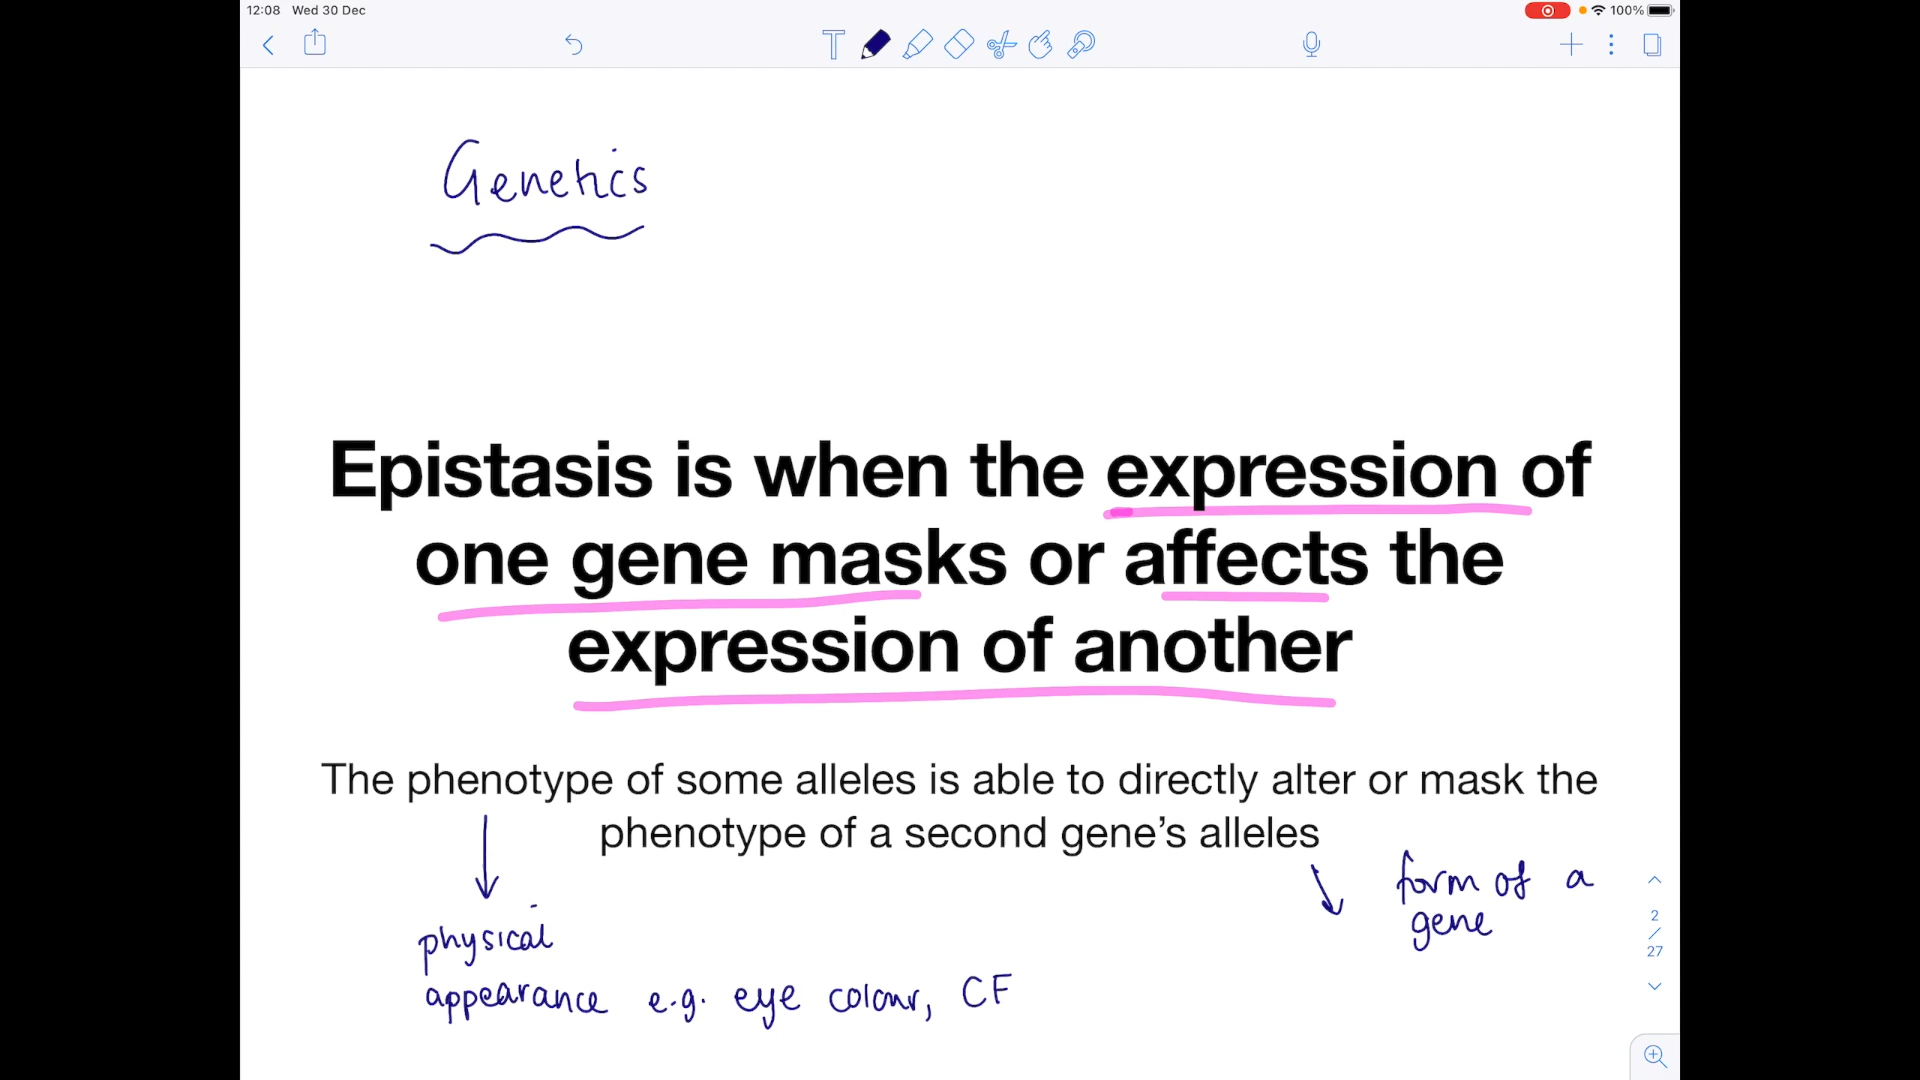 12:08 Wed 30 Dec
100%
Genetics
Epistasis is when the expression of
one gene masks or affects the
expression of another
The phenotype of some alleles is able to directly alter or mask the
phenotype of a second gene's alleles
form of a
gene
physical
appearance e.g. eye colour, CF
2
/
27